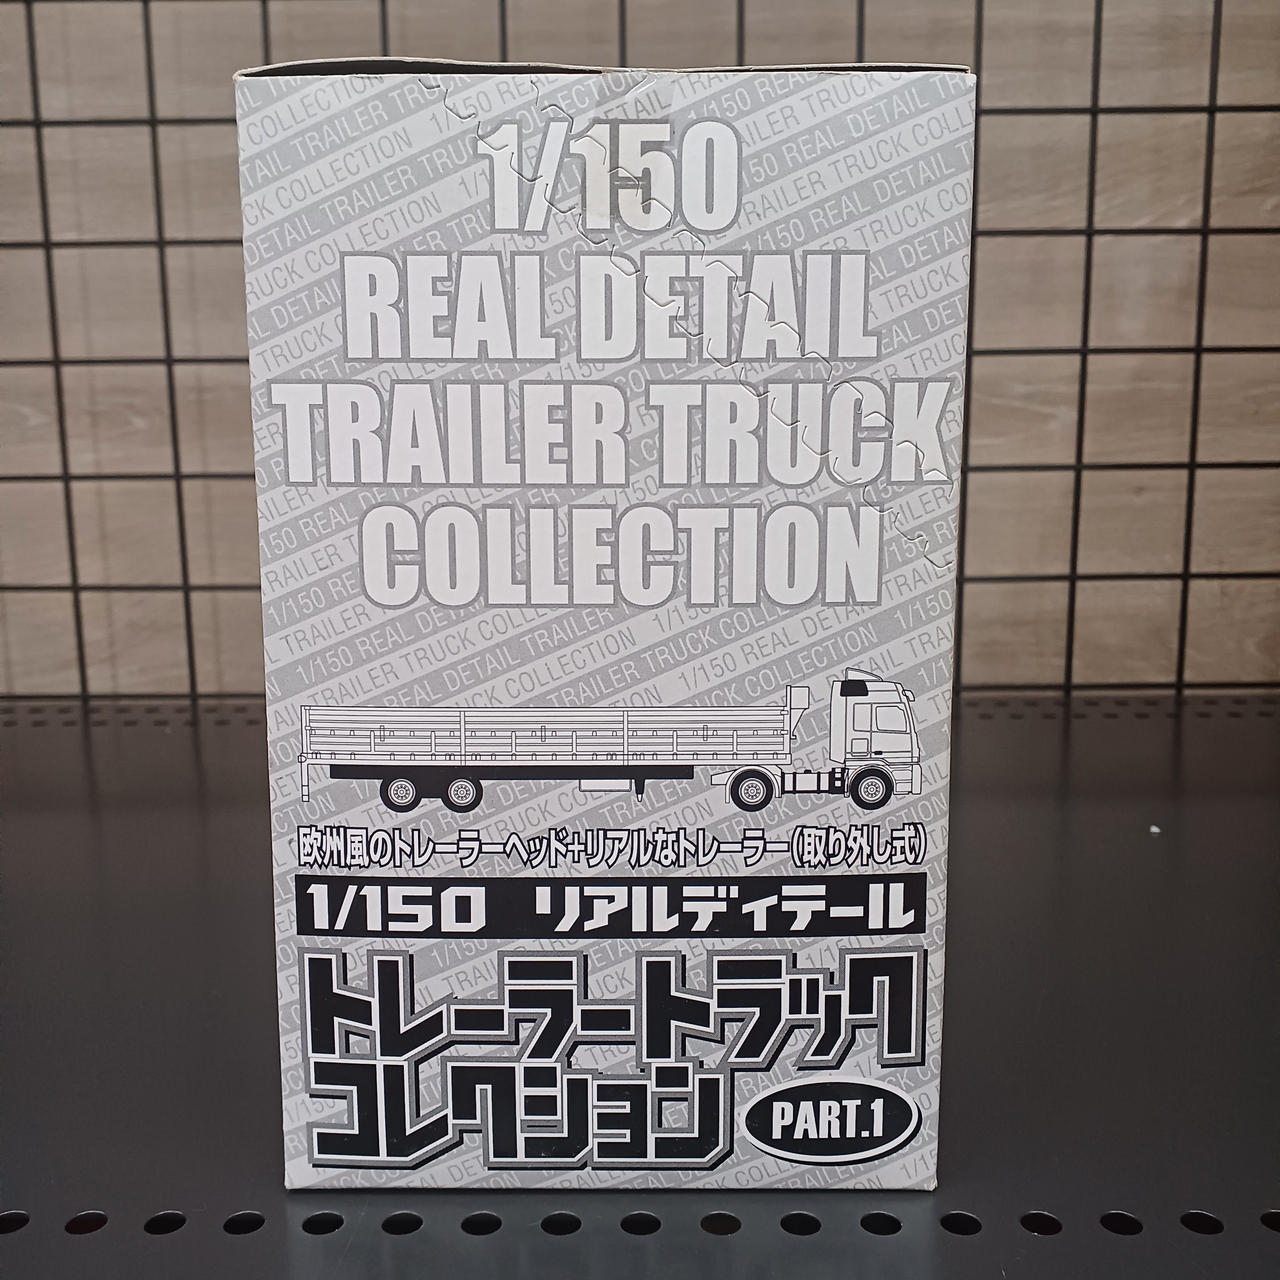 1/150
REAL DETAIL
TRAILER TRUCK
COLLECTION
欧州風のトレーラーヘッド+リアルなトレーラー(取り外し式)
1/150 リアルディテール
トレーラートラック
コレクション
PART.1